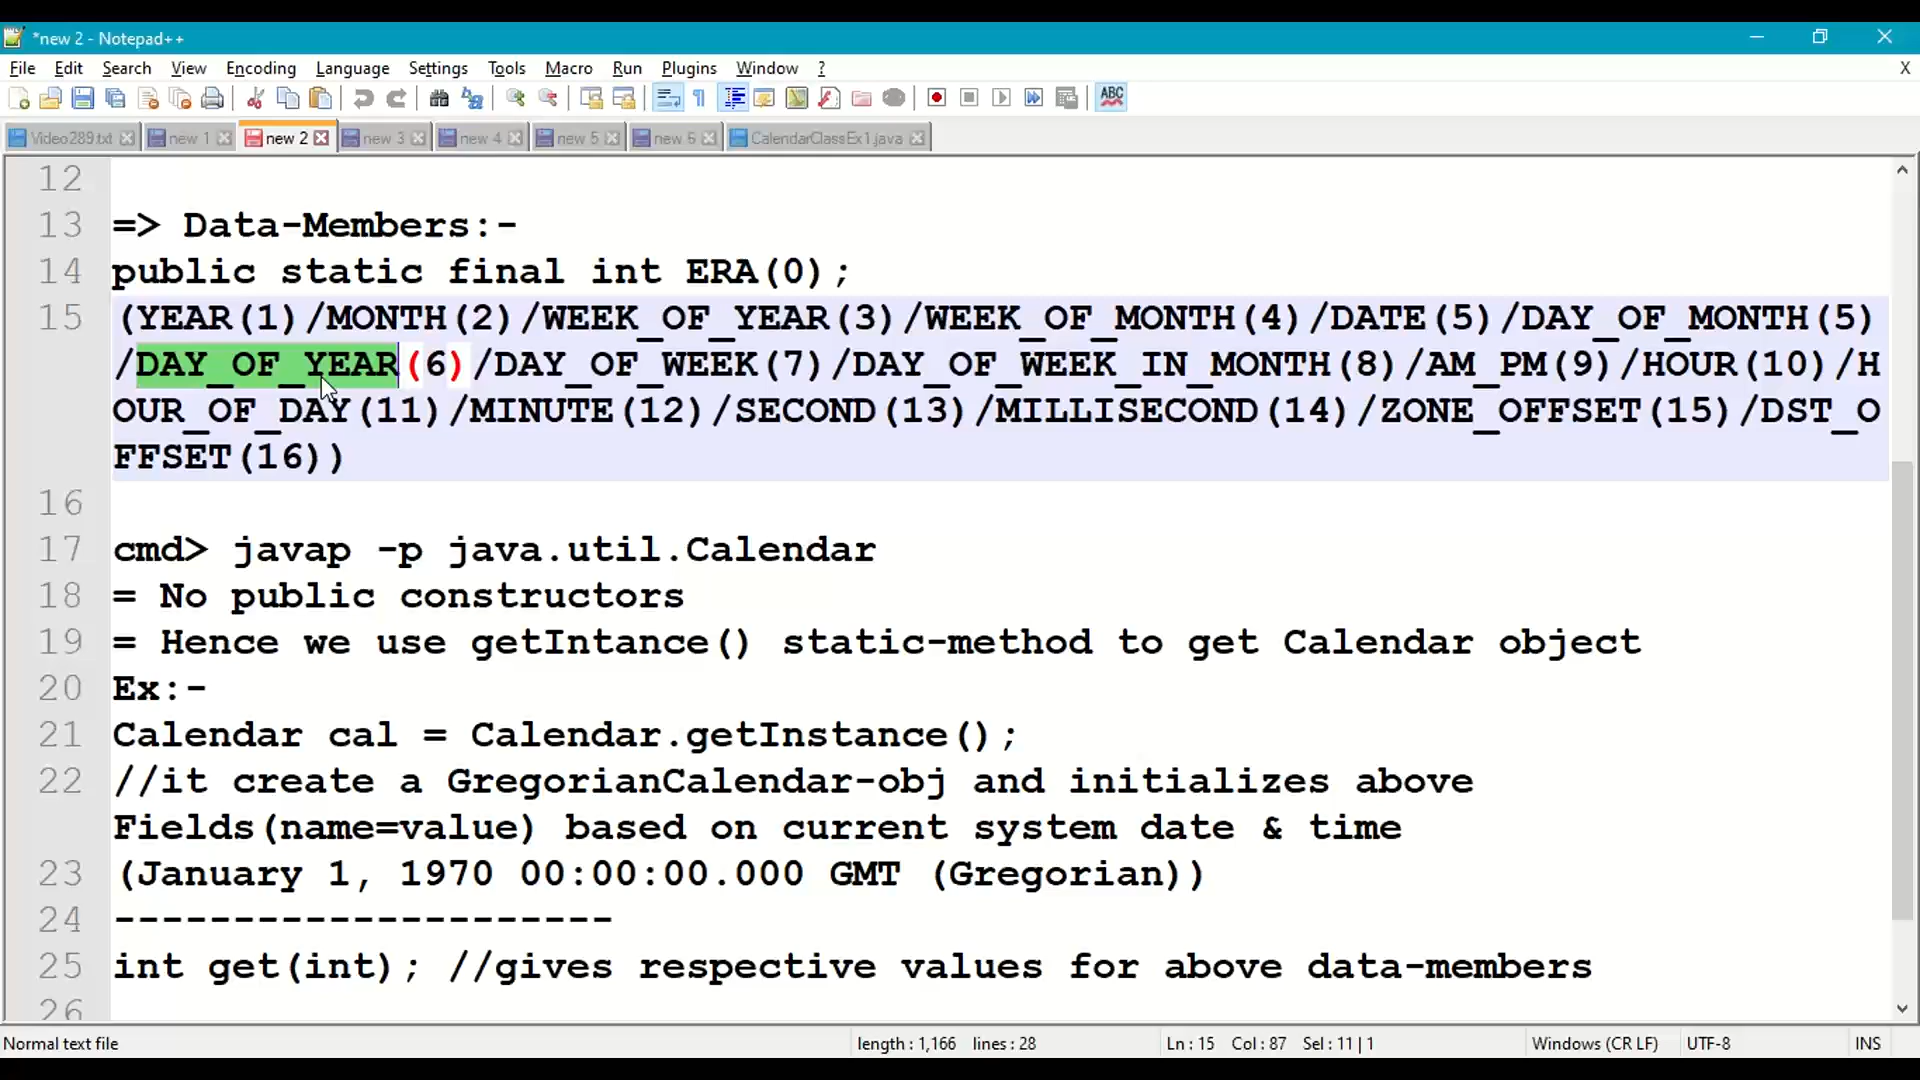 *new 2 - Notepad++
File Edit Search View Encoding Language Settings Tools Macro Run Plugins Window ? X
ABC
Video289.txt new 1 new 2 new 3 new 4 new 5 new 6 CalendarClassEx1.java
12
13 => Data-Members:-
14 public static final int ERA(0);
15 (YEAR(1)/MONTH(2)/WEEK_OF_YEAR(3)/WEEK_OF_MONTH(4)/DATE(5)/DAY_OF_MONTH(5)
/DAY_OF_YEAR(6)/DAY_OF_WEEK(7)/DAY_OF_WEEK_IN_MONTH(8)/AM_PM(9)/HOUR(10)/H
OUR_OF_DAY(11)/MINUTE(12)/SECOND(13)/MILLISECOND(14)/ZONE_OFFSET(15)/DST_O
FFSET(16))
16
17 cmd> javap -p java.util.Calendar
18 = No public constructors
19 = Hence we use getIntance() static-method to get Calendar object
20 Ex:-
21 Calendar cal = Calendar.getInstance();
22 //it create a GregorianCalendar-obj and initializes above
Fields(name=value) based on current system date & time
23 (January 1, 1970 00:00:00.000 GMT (Gregorian))
24 ---------------------
25 int get(int); //gives respective values for above data-members
26
Normal text file length : 1,166 lines : 28 Ln : 15 Col : 87 Sel : 11 | 1 Windows (CR LF) UTF-8 INS